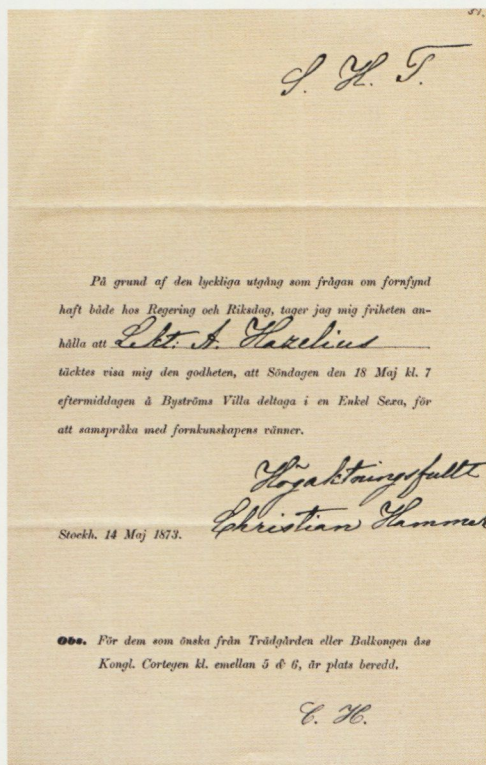 51.
S. H. T.
På grund af den lyckliga utgång som frågan om fornfynd
haft både hos Regering och Riksdag, tager jag mig friheten an-
hålla att Lekt. A. Hazelius
täcktes visa mig den godheten, att Söndagen den 18 Maj kl. 7
eftermiddagen å Byströms Villa deltaga i en Enkel Sexa, för
att samspråka med fornkunskapens vänner.
Högaktningsfullt
Christian Hammer
Stockh. 14 Maj 1873.
Obs. För dem som önska från Trädgården eller Balkongen åse
Kongl. Cortegen kl. emellan 5 & 6, är plats beredd.
C. H.